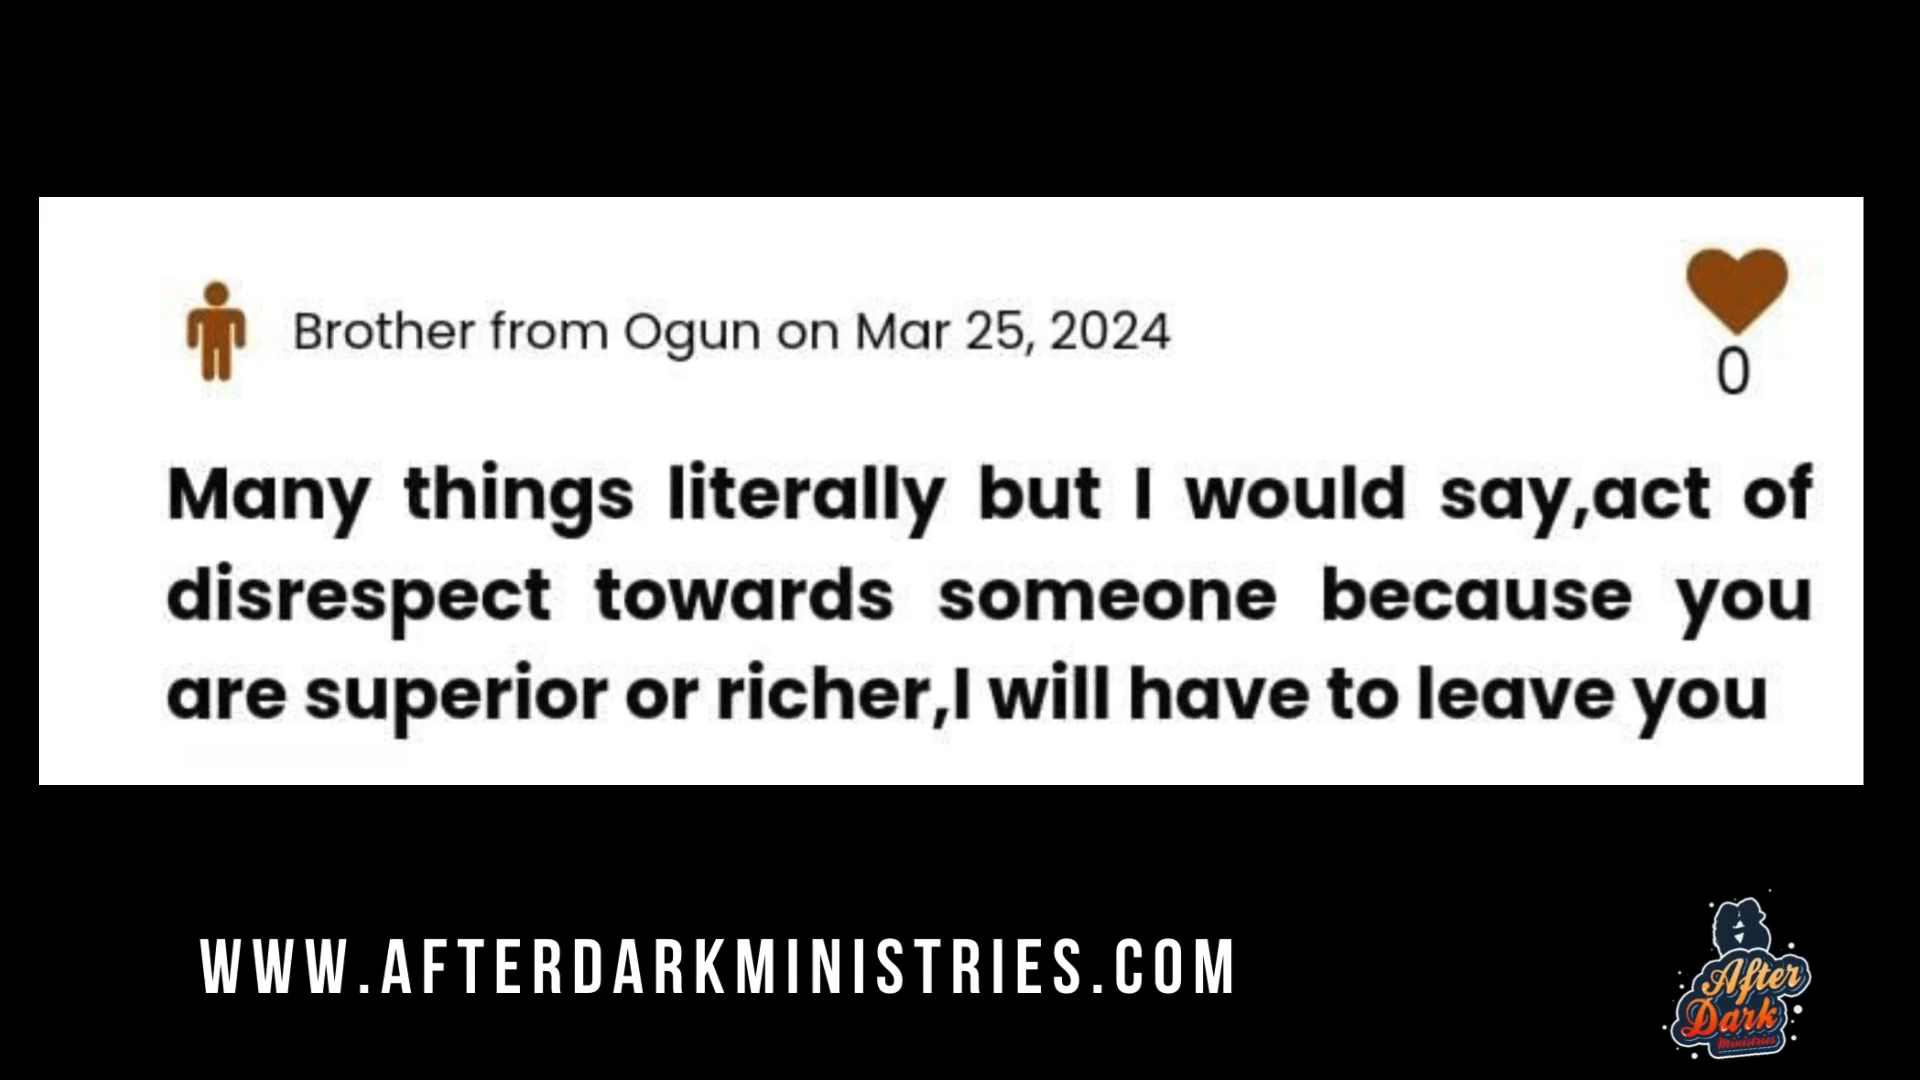 Brother from Ogun on Mar 25, 2024
0
Many things literally but I would say,act of
disrespect towards someone because you
are superior or richer,I will have to leave you
WWW.AFTERDARKMINISTRIES.COM
After
Dark
Ministries